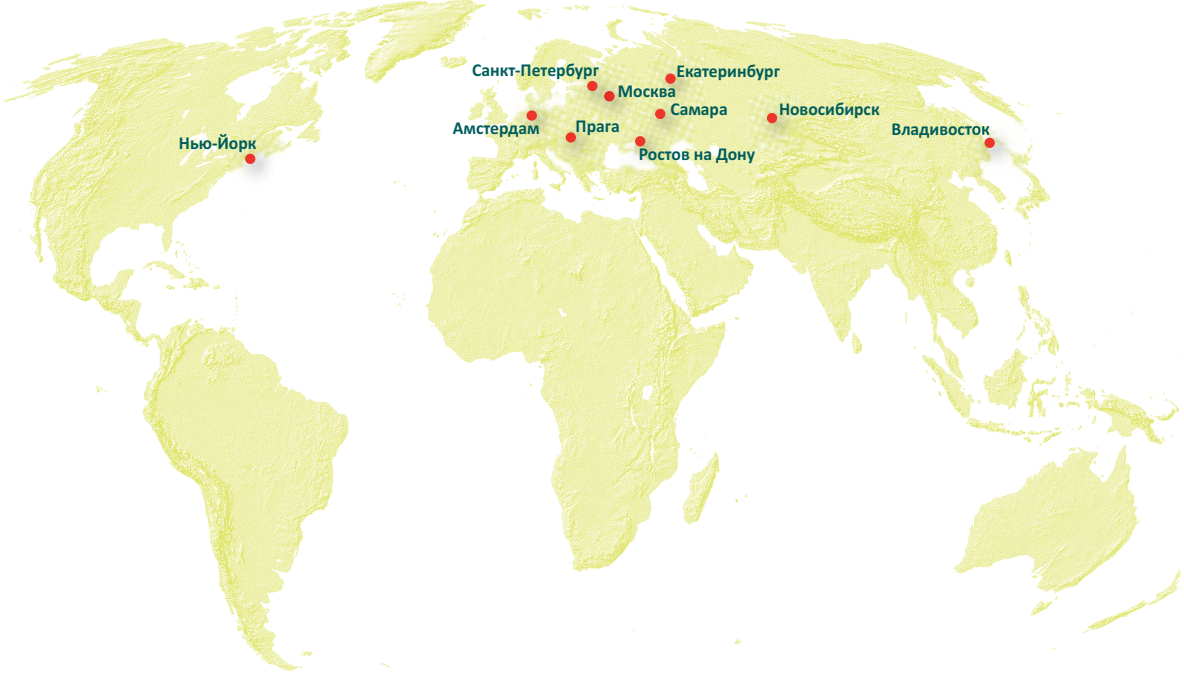 Санкт-Петербург
Екатеринбург
Москва
Самара
Новосибирск
Амстердам
Прага
Владивосток
Нью-Йорк
Ростов на Дону